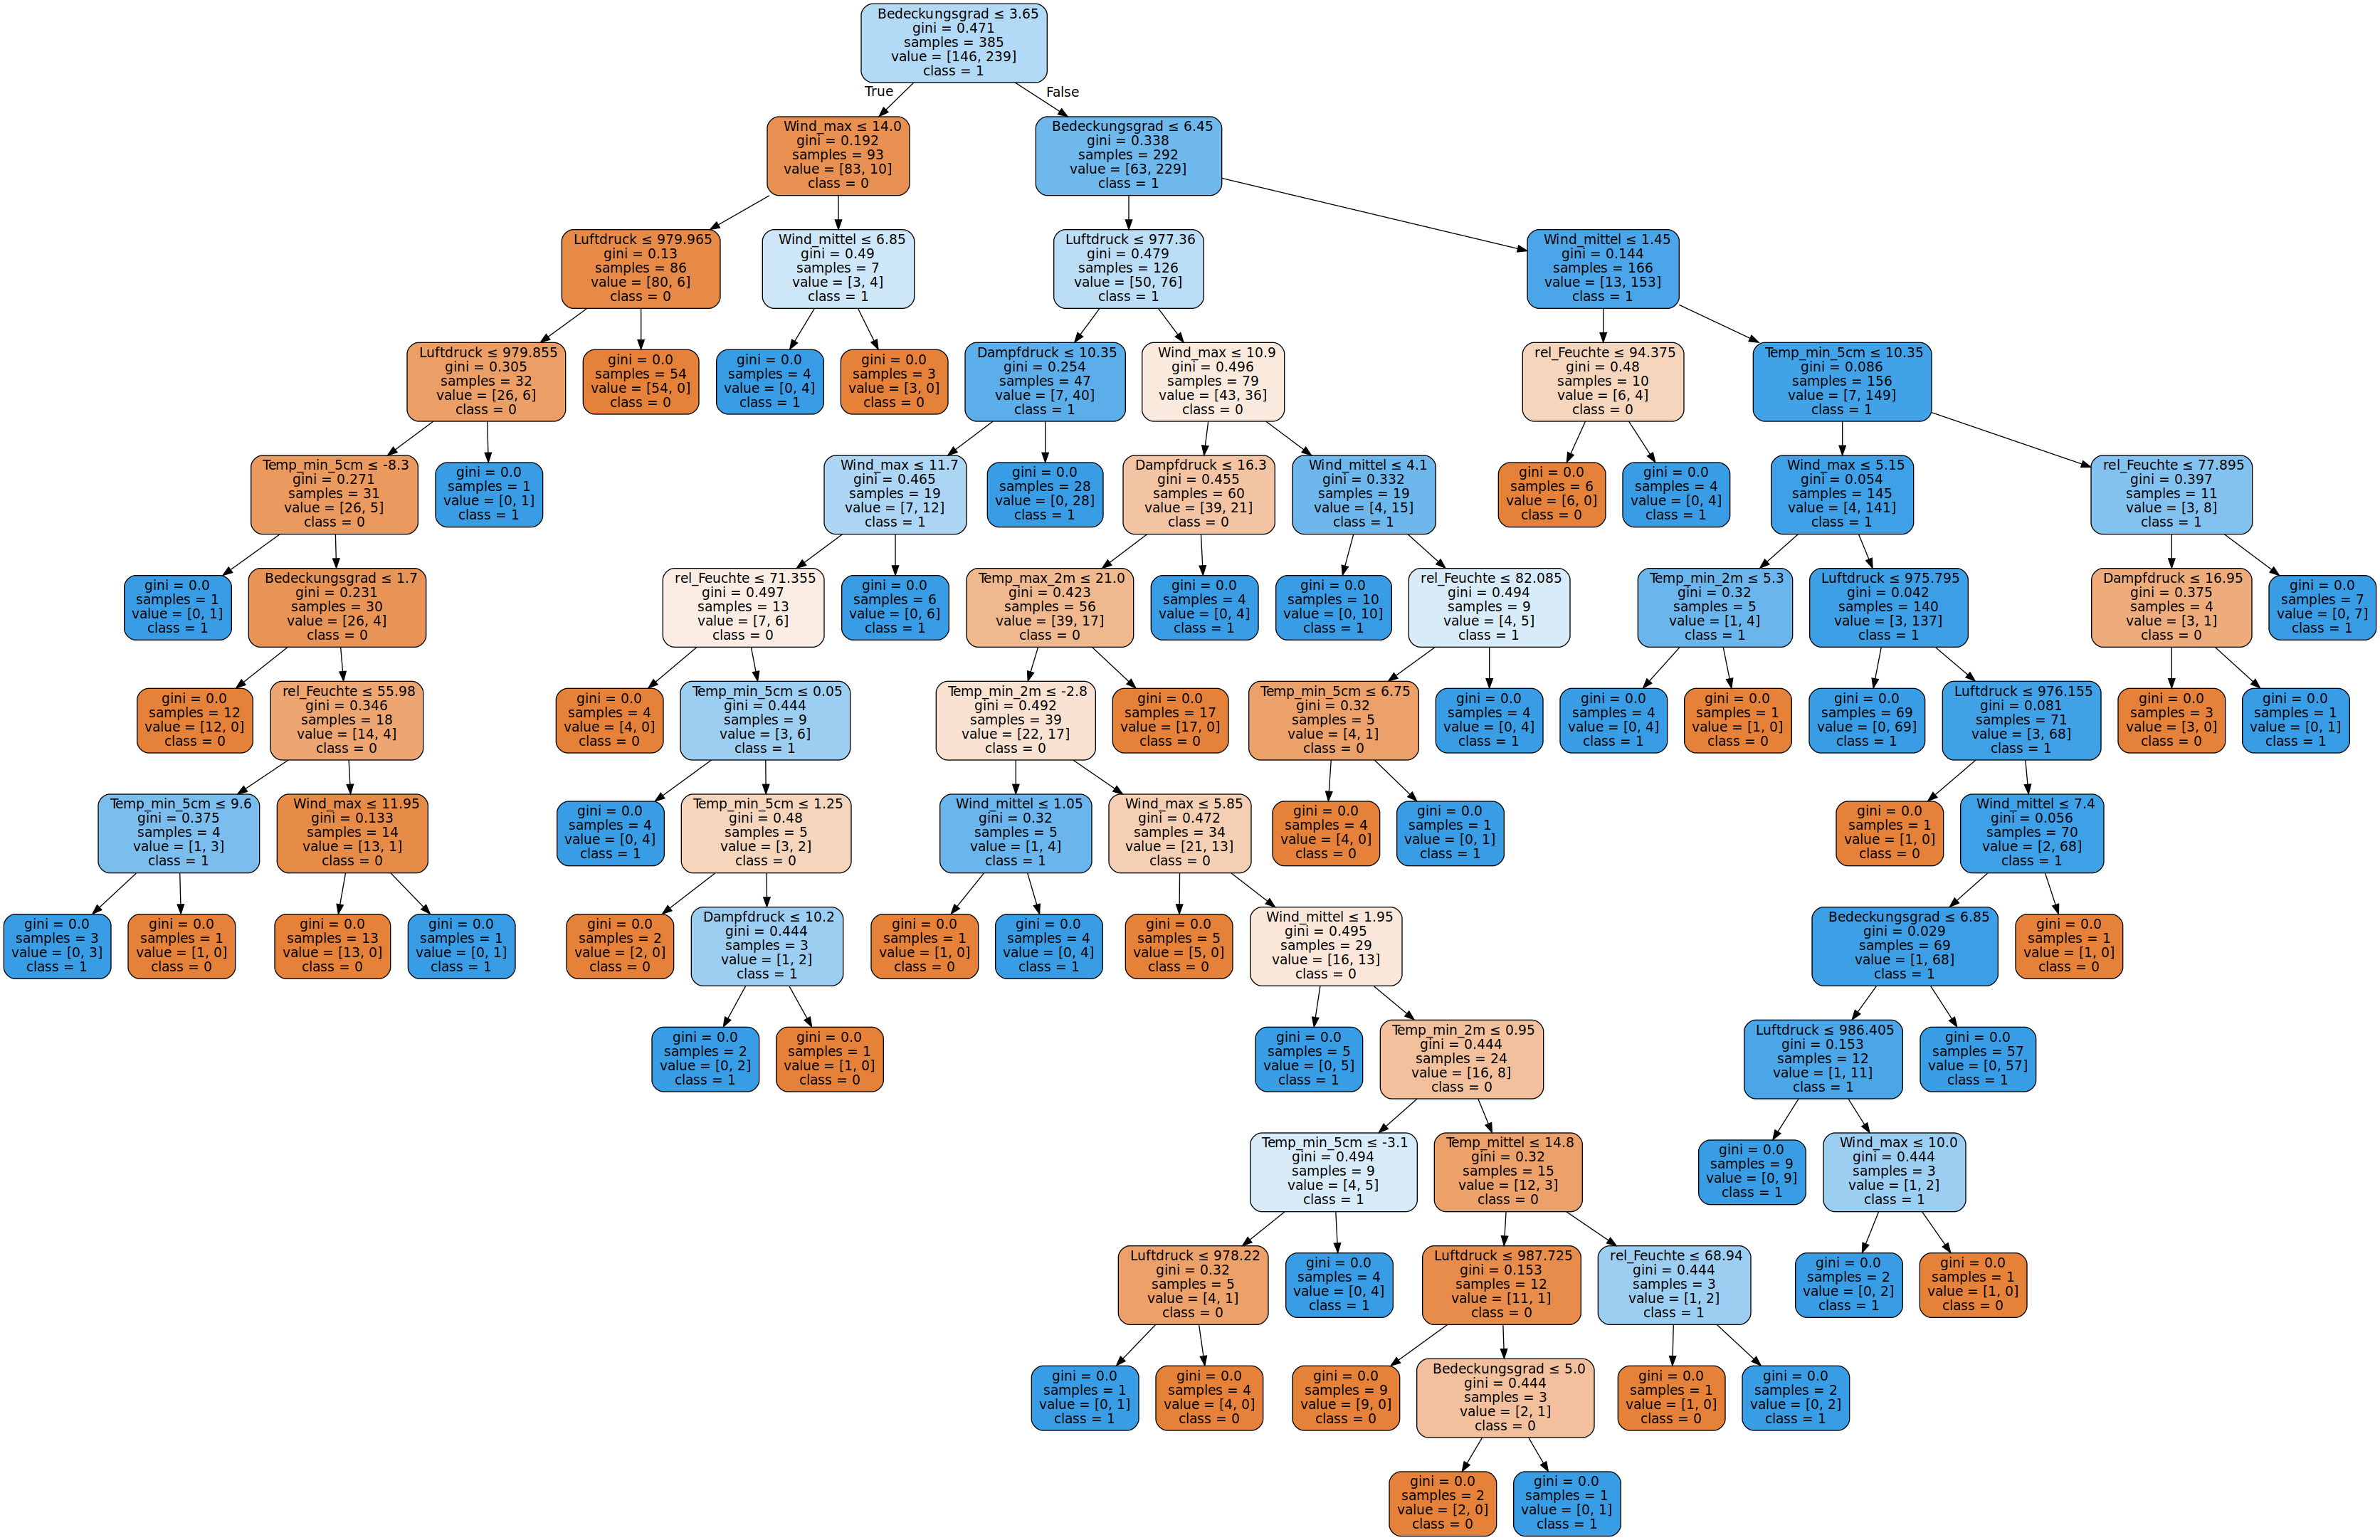 Bedeckungsgrad ≤ 3.65
gini = 0.471
samples = 385
value = [146, 239]
class = 1
True
False
Wind_max ≤ 14.0
gini = 0.192
samples = 93
value = [83, 10]
class = 0
Bedeckungsgrad ≤ 6.45
gini = 0.338
samples = 292
value = [63, 229]
class = 1
Luftdruck ≤ 979.965
gini = 0.13
samples = 86
value = [80, 6]
class = 0
Wind_mittel ≤ 6.85
gini = 0.49
samples = 7
value = [3, 4]
class = 1
Luftdruck ≤ 977.36
gini = 0.479
samples = 126
value = [50, 76]
class = 1
Wind_mittel ≤ 1.45
gini = 0.144
samples = 166
value = [13, 153]
class = 1
Luftdruck ≤ 979.855
gini = 0.305
samples = 32
value = [26, 6]
class = 0
gini = 0.0
samples = 54
value = [54, 0]
class = 0
gini = 0.0
samples = 4
value = [0, 4]
class = 1
gini = 0.0
samples = 3
value = [3, 0]
class = 0
Dampfdruck ≤ 10.35
gini = 0.254
samples = 47
value = [7, 40]
class = 1
Wind_max ≤ 10.9
gini = 0.496
samples = 79
value = [43, 36]
class = 0
rel_Feuchte ≤ 94.375
gini = 0.48
samples = 10
value = [6, 4]
class = 0
Temp_min_5cm ≤ 10.35
gini = 0.086
samples = 156
value = [7, 149]
class = 1
Temp_min_5cm ≤ -8.3
gini = 0.271
samples = 31
value = [26, 5]
class = 0
gini = 0.0
samples = 1
value = [0, 1]
class = 1
Wind_max ≤ 11.7
gini = 0.465
samples = 19
value = [7, 12]
class = 1
gini = 0.0
samples = 28
value = [0, 28]
class = 1
Dampfdruck ≤ 16.3
gini = 0.455
samples = 60
value = [39, 21]
class = 0
Wind_mittel ≤ 4.1
gini = 0.332
samples = 19
value = [4, 15]
class = 1
gini = 0.0
samples = 6
value = [6, 0]
class = 0
gini = 0.0
samples = 4
value = [0, 4]
class = 1
Wind_max ≤ 5.15
gini = 0.054
samples = 145
value = [4, 141]
class = 1
rel_Feuchte ≤ 77.895
gini = 0.397
samples = 11
value = [3, 8]
class = 1
gini = 0.0
samples = 1
value = [0, 1]
class = 1
Bedeckungsgrad ≤ 1.7
gini = 0.231
samples = 30
value = [26, 4]
class = 0
rel_Feuchte ≤ 71.355
gini = 0.497
samples = 13
value = [7, 6]
class = 0
gini = 0.0
samples = 6
value = [0, 6]
class = 1
Temp_max_2m ≤ 21.0
gini = 0.423
samples = 56
value = [39, 17]
class = 0
gini = 0.0
samples = 4
value = [0, 4]
class = 1
gini = 0.0
samples = 10
value = [0, 10]
class = 1
rel_Feuchte ≤ 82.085
gini = 0.494
samples = 9
value = [4, 5]
class = 1
Temp_min_2m ≤ 5.3
gini = 0.32
samples = 5
value = [1, 4]
class = 1
Luftdruck ≤ 975.795
gini = 0.042
samples = 140
value = [3, 137]
class = 1
Dampfdruck ≤ 16.95
gini = 0.375
samples = 4
value = [3, 1]
class = 0
gini = 0.0
samples = 7
value = [0, 7]
class = 1
gini = 0.0
samples = 12
value = [12, 0]
class = 0
rel_Feuchte ≤ 55.98
gini = 0.346
samples = 18
value = [14, 4]
class = 0
gini = 0.0
samples = 4
value = [4, 0]
class = 0
Temp_min_5cm ≤ 0.05
gini = 0.444
samples = 9
value = [3, 6]
class = 1
Temp_min_2m ≤ -2.8
gini = 0.492
samples = 39
value = [22, 17]
class = 0
gini = 0.0
samples = 17
value = [17, 0]
class = 0
Temp_min_5cm ≤ 6.75
gini = 0.32
samples = 5
value = [4, 1]
class = 0
gini = 0.0
samples = 4
value = [0, 4]
class = 1
gini = 0.0
samples = 4
value = [0, 4]
class = 1
gini = 0.0
samples = 1
value = [1, 0]
class = 0
gini = 0.0
samples = 69
value = [0, 69]
class = 1
Luftdruck ≤ 976.155
gini = 0.081
samples = 71
value = [3, 68]
class = 1
gini = 0.0
samples = 3
value = [3, 0]
class = 0
gini = 0.0
samples = 1
value = [0, 1]
class = 1
Temp_min_5cm ≤ 9.6
gini = 0.375
samples = 4
value = [1, 3]
class = 1
Wind_max ≤ 11.95
gini = 0.133
samples = 14
value = [13, 1]
class = 0
gini = 0.0
samples = 4
value = [0, 4]
class = 1
Temp_min_5cm ≤ 1.25
gini = 0.48
samples = 5
value = [3, 2]
class = 0
Wind_mittel ≤ 1.05
gini = 0.32
samples = 5
value = [1, 4]
class = 1
Wind_max ≤ 5.85
gini = 0.472
samples = 34
value = [21, 13]
class = 0
gini = 0.0
samples = 4
value = [4, 0]
class = 0
gini = 0.0
samples = 1
value = [0, 1]
class = 1
gini = 0.0
samples = 1
value = [1, 0]
class = 0
Wind_mittel ≤ 7.4
gini = 0.056
samples = 70
value = [2, 68]
class = 1
gini = 0.0
samples = 3
value = [0, 3]
class = 1
gini = 0.0
samples = 1
value = [1, 0]
class = 0
gini = 0.0
samples = 13
value = [13, 0]
class = 0
gini = 0.0
samples = 1
value = [0, 1]
class = 1
gini = 0.0
samples = 2
value = [2, 0]
class = 0
Dampfdruck ≤ 10.2
gini = 0.444
samples = 3
value = [1, 2]
class = 1
gini = 0.0
samples = 1
value = [1, 0]
class = 0
gini = 0.0
samples = 4
value = [0, 4]
class = 1
gini = 0.0
samples = 5
value = [5, 0]
class = 0
Wind_mittel ≤ 1.95
gini = 0.495
samples = 29
value = [16, 13]
class = 0
Bedeckungsgrad ≤ 6.85
gini = 0.029
samples = 69
value = [1, 68]
class = 1
gini = 0.0
samples = 1
value = [1, 0]
class = 0
gini = 0.0
samples = 2
value = [0, 2]
class = 1
gini = 0.0
samples = 1
value = [1, 0]
class = 0
gini = 0.0
samples = 5
value = [0, 5]
class = 1
Temp_min_2m ≤ 0.95
gini = 0.444
samples = 24
value = [16, 8]
class = 0
Luftdruck ≤ 986.405
gini = 0.153
samples = 12
value = [1, 11]
class = 1
gini = 0.0
samples = 57
value = [0, 57]
class = 1
Temp_min_5cm ≤ -3.1
gini = 0.494
samples = 9
value = [4, 5]
class = 1
Temp_mittel ≤ 14.8
gini = 0.32
samples = 15
value = [12, 3]
class = 0
gini = 0.0
samples = 9
value = [0, 9]
class = 1
Wind_max ≤ 10.0
gini = 0.444
samples = 3
value = [1, 2]
class = 1
Luftdruck ≤ 978.22
gini = 0.32
samples = 5
value = [4, 1]
class = 0
gini = 0.0
samples = 4
value = [0, 4]
class = 1
Luftdruck ≤ 987.725
gini = 0.153
samples = 12
value = [11, 1]
class = 0
rel_Feuchte ≤ 68.94
gini = 0.444
samples = 3
value = [1, 2]
class = 1
gini = 0.0
samples = 2
value = [0, 2]
class = 1
gini = 0.0
samples = 1
value = [1, 0]
class = 0
gini = 0.0
samples = 1
value = [0, 1]
class = 1
gini = 0.0
samples = 4
value = [4, 0]
class = 0
gini = 0.0
samples = 9
value = [9, 0]
class = 0
Bedeckungsgrad ≤ 5.0
gini = 0.444
samples = 3
value = [2, 1]
class = 0
gini = 0.0
samples = 1
value = [1, 0]
class = 0
gini = 0.0
samples = 2
value = [0, 2]
class = 1
gini = 0.0
samples = 2
value = [2, 0]
class = 0
gini = 0.0
samples = 1
value = [0, 1]
class = 1